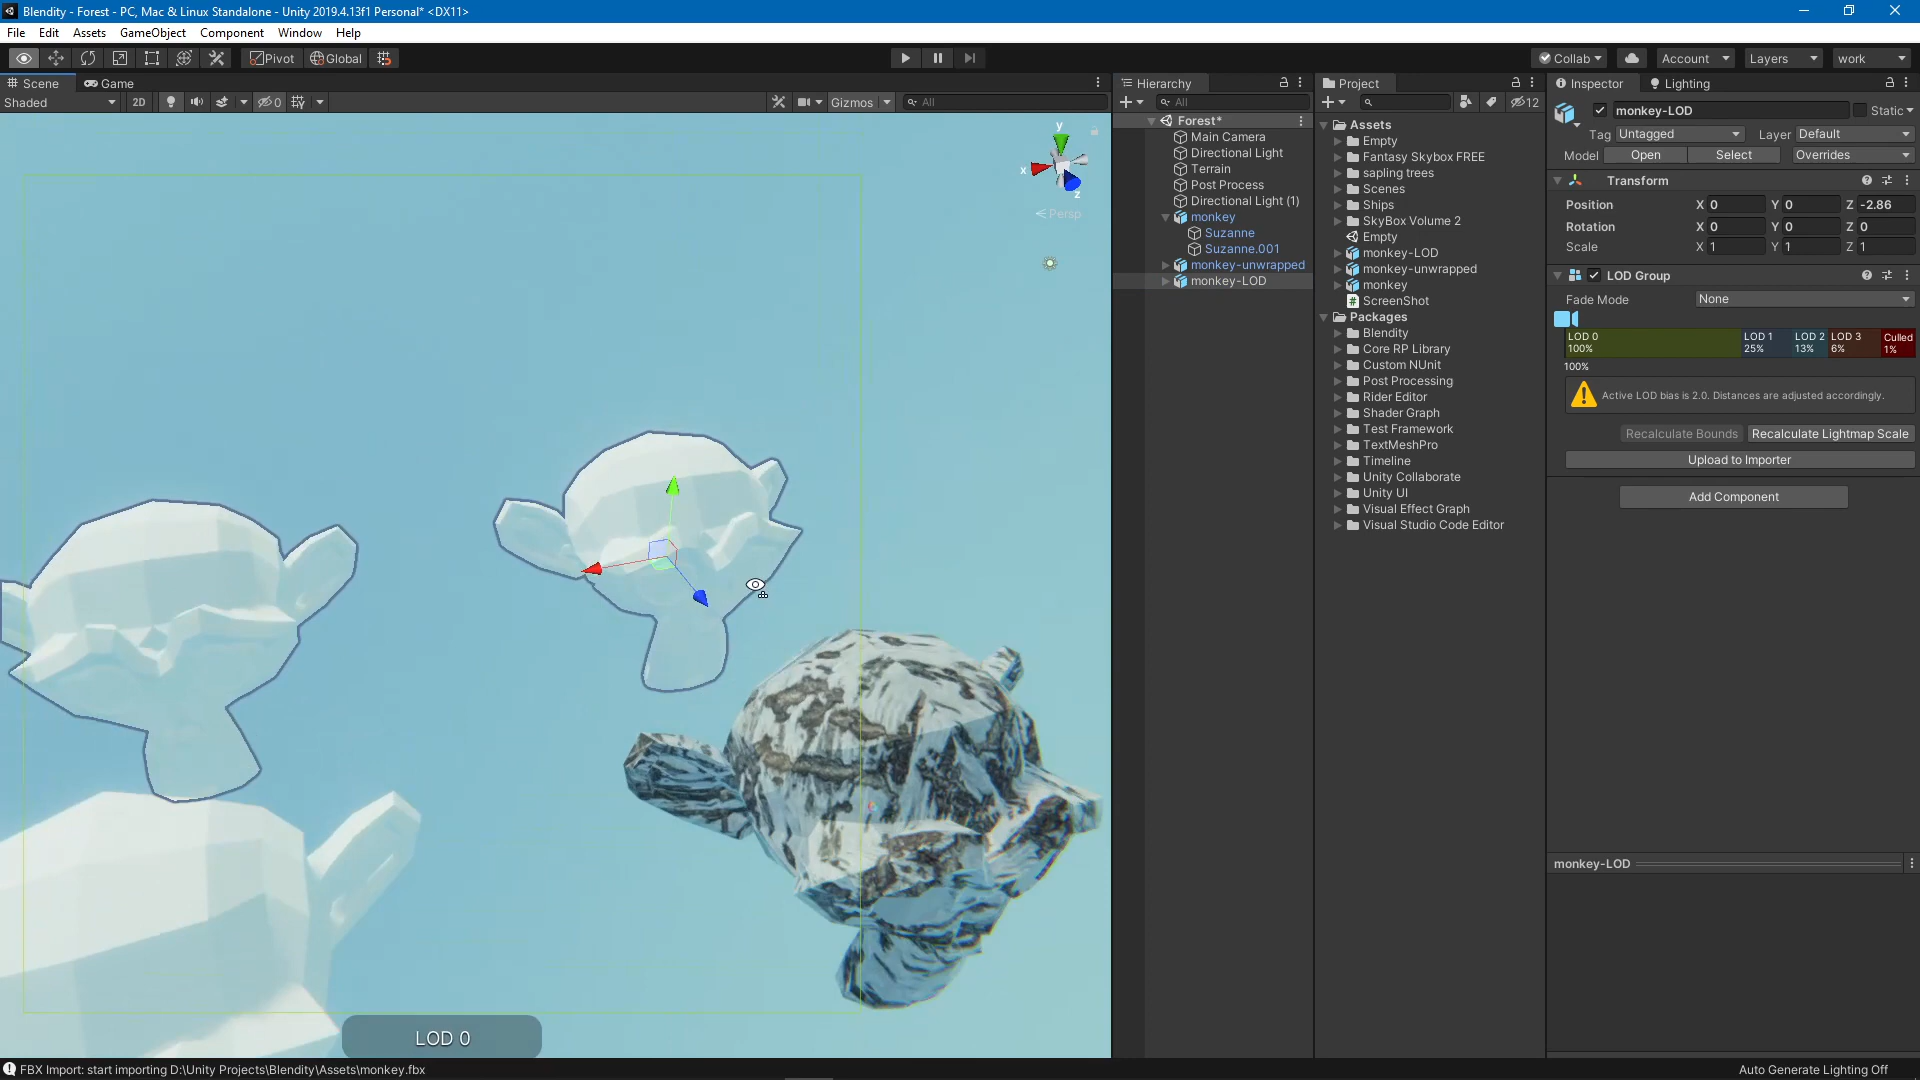 Blendity - Forest - PC, Mac & Linux Standalone - Unity 2019.4.13f1 Personal* <DX11>
File Edit Assets GameObject Component Window Help
Pivot Global
Collab Account Layers work
Scene Game
Shaded 2D 0 Gizmos All
x y z
Persp
LOD 0
Hierarchy
All
Forest*
Main Camera
Directional Light
Terrain
Post Process
Directional Light (1)
monkey
Suzanne
Suzanne.001
monkey-unwrapped
monkey-LOD
Project
12
Assets
Empty
Fantasy Skybox FREE
sapling trees
Scenes
Ships
SkyBox Volume 2
Empty
monkey-LOD
monkey-unwrapped
monkey
ScreenShot
Packages
Blendity
Core RP Library
Custom NUnit
Post Processing
Rider Editor
Shader Graph
Test Framework
TextMeshPro
Timeline
Unity Collaborate
Unity UI
Visual Effect Graph
Visual Studio Code Editor
Inspector Lighting
monkey-LOD Static
Tag Untagged Layer Default
Model Open Select Overrides
Transform
Position X 0 Y 0 Z -2.86
Rotation X 0 Y 0 Z 0
Scale X 1 Y 1 Z 1
LOD Group
Fade Mode None
LOD 0 LOD 1 LOD 2 LOD 3 Culled
100% 25% 13% 6% 1%
100%
Active LOD bias is 2.0. Distances are adjusted accordingly.
Recalculate Bounds Recalculate Lightmap Scale
Upload to Importer
Add Component
monkey-LOD
FBX Import: start importing D:\Unity Projects\Blendity\Assets\monkey.fbx
Auto Generate Lighting Off